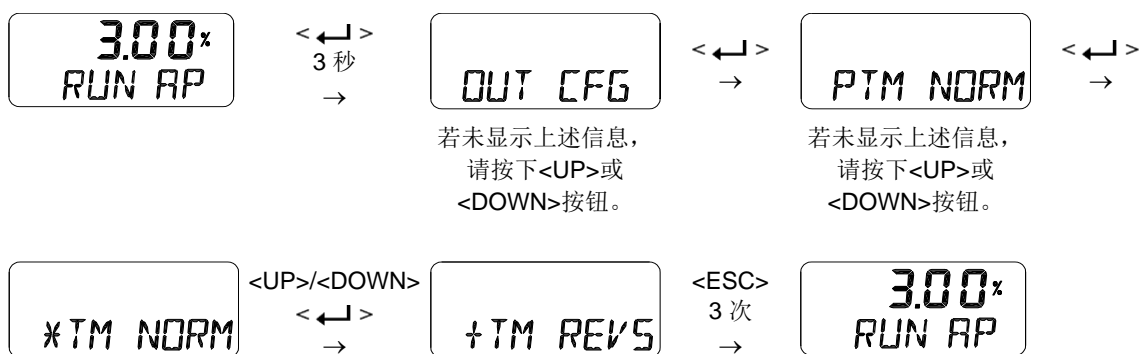 3.00%
RUN AP
< ↵ >
3 秒
→
OUT CFG
若未显示上述信息，
请按下<UP>或
<DOWN>按钮。
< ↵ >
→
PTM NORM
若未显示上述信息，
请按下<UP>或
<DOWN>按钮。
< ↵ >
→
*TM NORM
<UP>/<DOWN>
< ↵ >
→
+TM REVS
<ESC>
3 次
→
3.00%
RUN AP